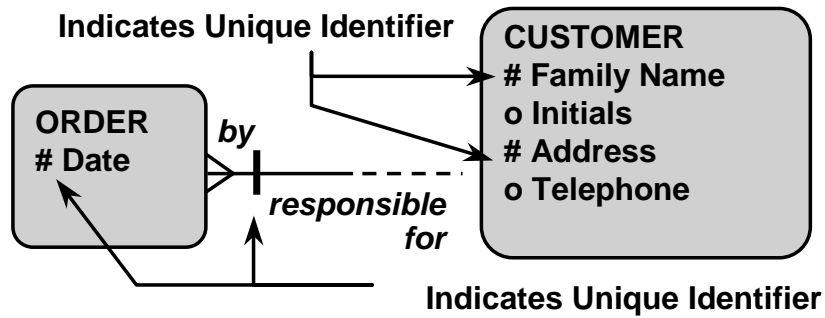 Indicates Unique Identifier
CUSTOMER
# Family Name
o Initials
# Address
o Telephone
ORDER
# Date
by
responsible
for
Indicates Unique Identifier